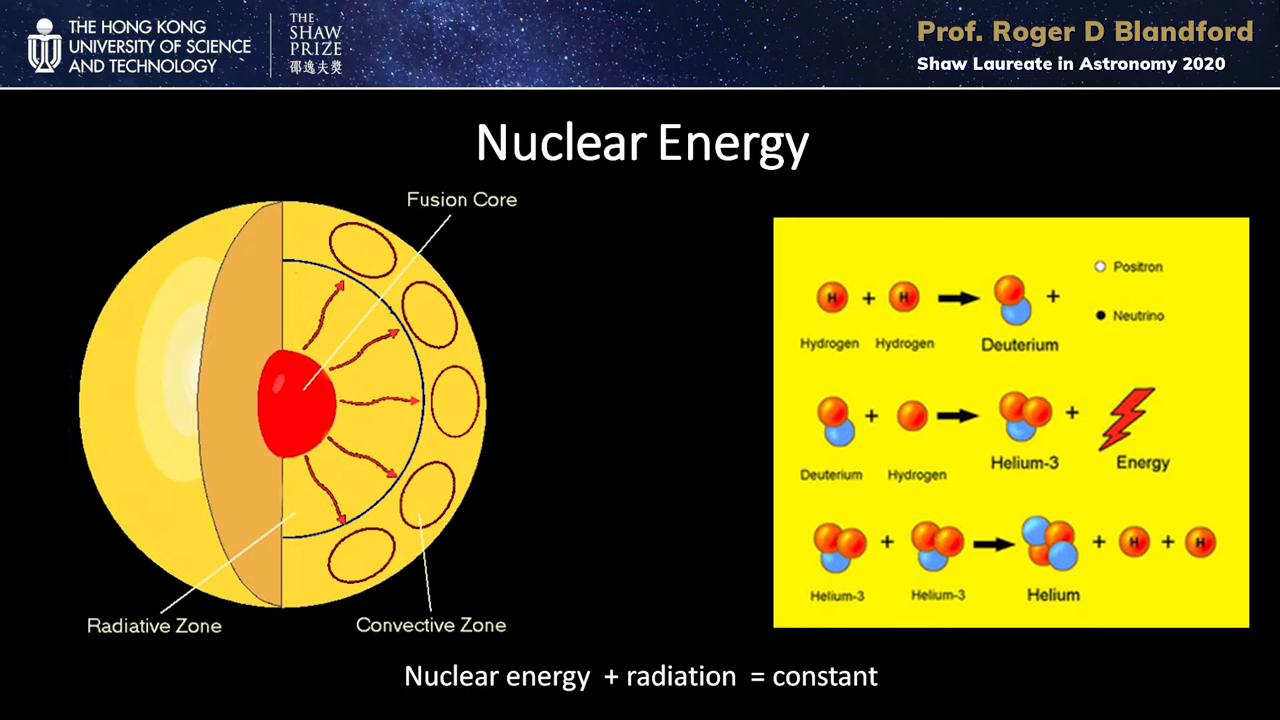 THE HONG KONG
UNIVERSITY OF SCIENCE
AND TECHNOLOGY
THE
SHAW
PRIZE
邵逸夫獎
Prof. Roger D Blandford
Shaw Laureate in Astronomy 2020
Nuclear Energy
Fusion Core
Radiative Zone
Convective Zone
H + H +
Positron
Neutrino
Hydrogen Hydrogen Deuterium
+ +
Deuterium Hydrogen Helium-3 Energy
+ + H + H
Helium-3 Helium-3 Helium
Nuclear energy + radiation = constant